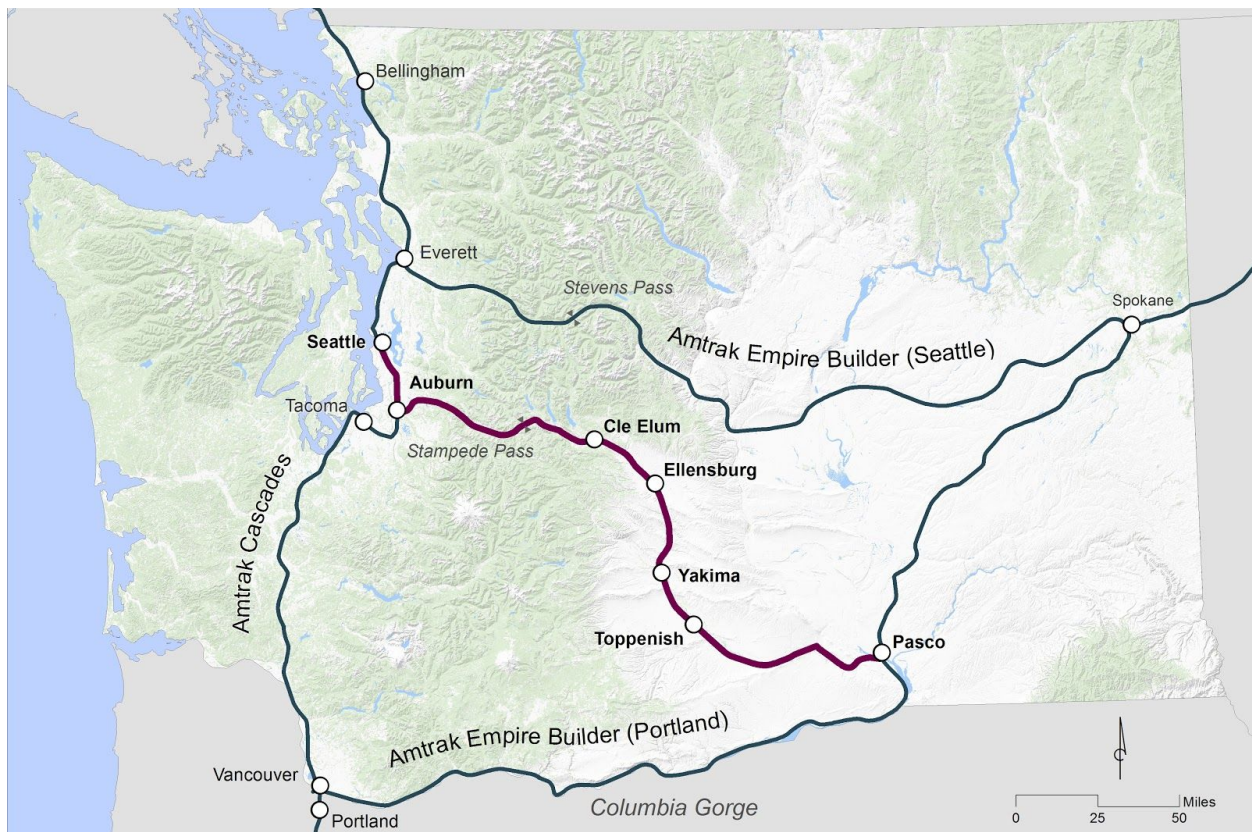 Bellingham
Everett
Stevens Pass
Spokane
Seattle
Amtrak Empire Builder (Seattle)
Auburn
Tacoma
Cle Elum
Stampede Pass
Ellensburg
Amtrak Cascades
Yakima
Toppenish
Pasco
Amtrak Empire Builder (Portland)
Vancouver
Columbia Gorge
Portland
0 25 50 Miles